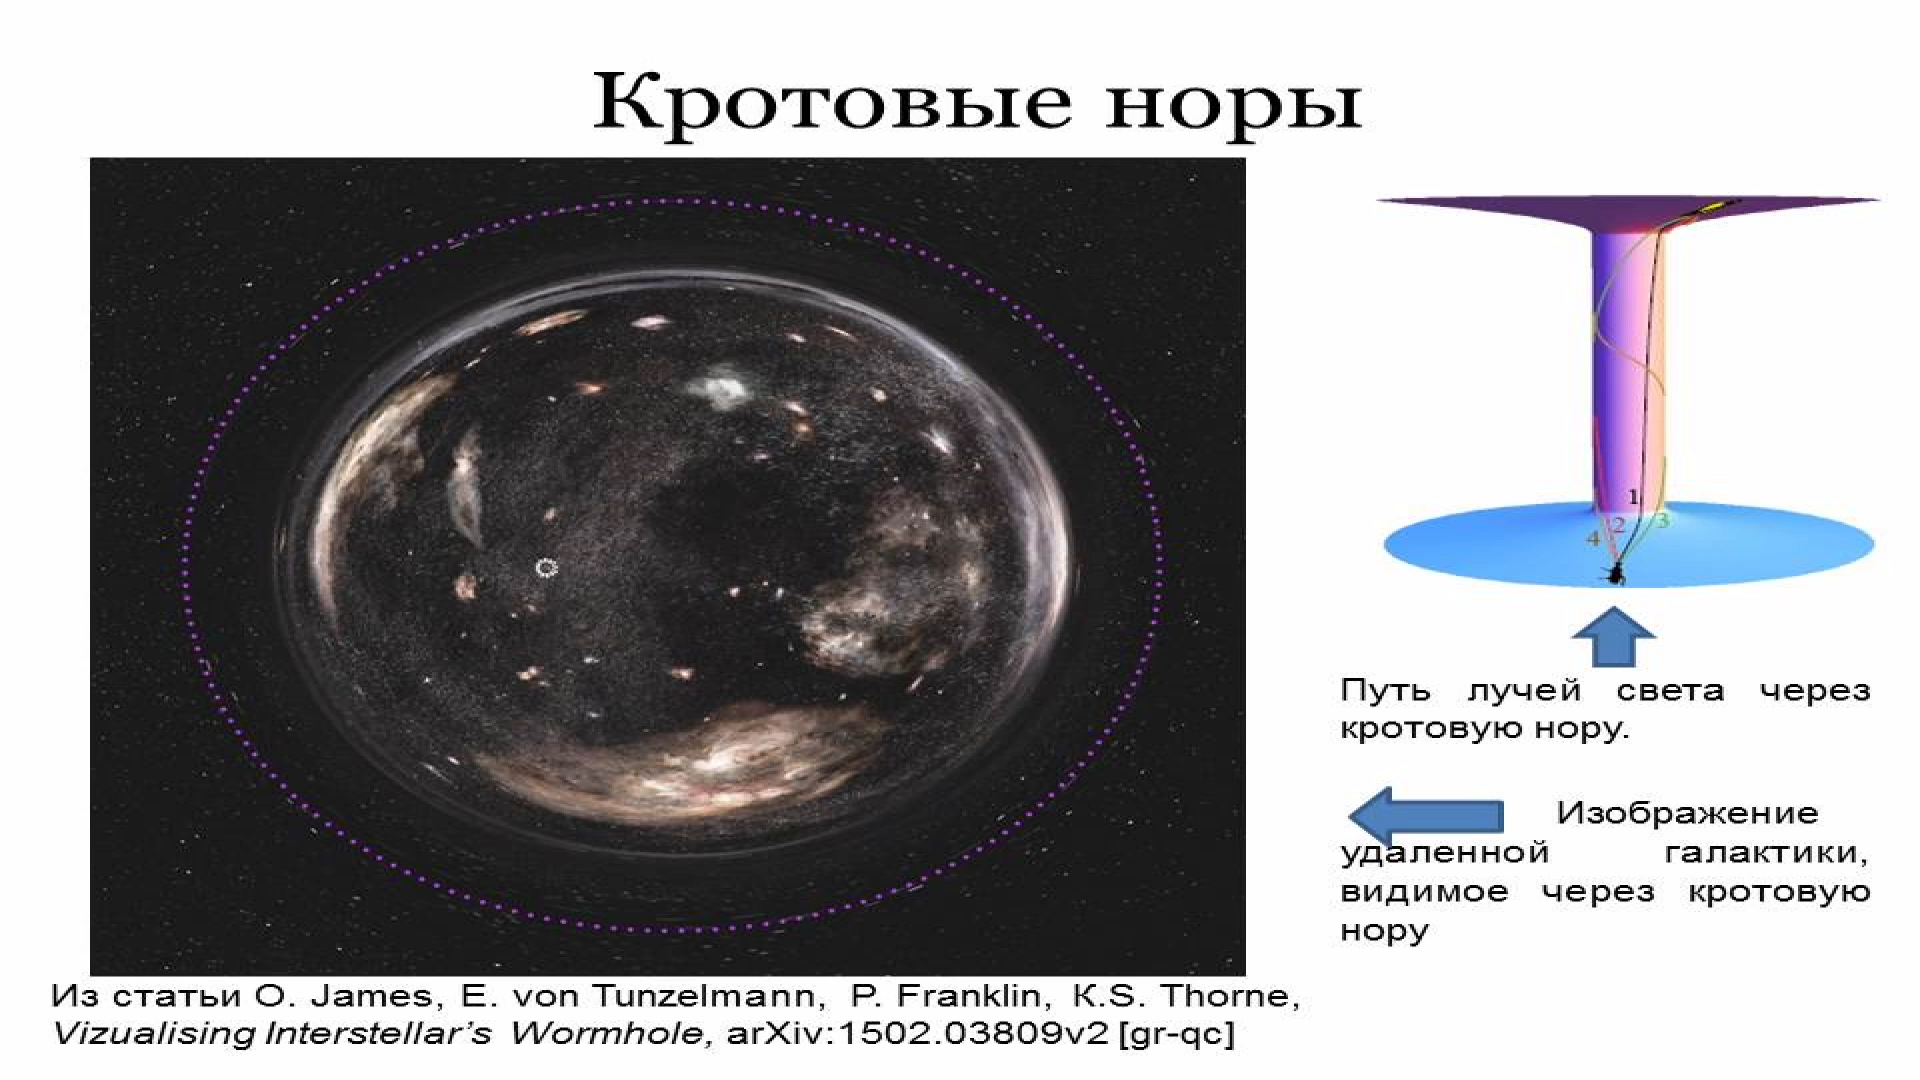 Кротовые норы
1
2
3
4
Путь лучей света через
кротовую нору.
Изображение
удаленной галактики,
видимое через кротовую
нору
Из статьи O. James, E. von Tunzelmann, P. Franklin, K.S. Thorne,
Vizualising Interstellar's Wormhole, arXiv:1502.03809v2 [gr-qc]